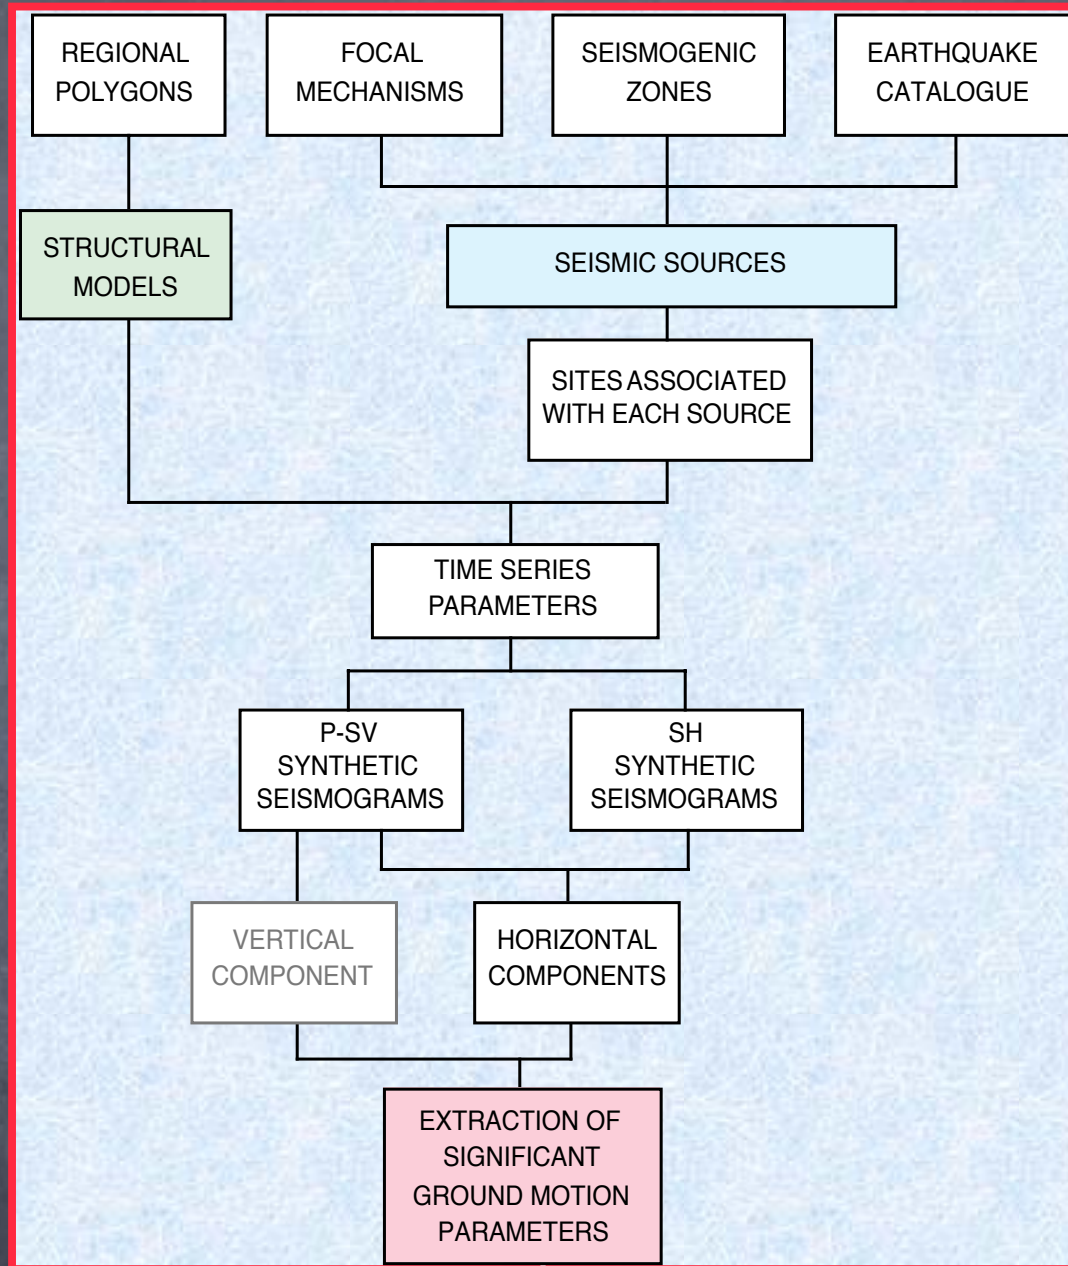 REGIONAL
POLYGONS
FOCAL
MECHANISMS
SEISMOGENIC
ZONES
EARTHQUAKE
CATALOGUE
STRUCTURAL
MODELS
SEISMIC SOURCES
SITES ASSOCIATED
WITH EACH SOURCE
TIME SERIES
PARAMETERS
P-SV
SYNTHETIC
SEISMOGRAMS
SH
SYNTHETIC
SEISMOGRAMS
VERTICAL
COMPONENT
HORIZONTAL
COMPONENTS
EXTRACTION OF
SIGNIFICANT
GROUND MOTION
PARAMETERS